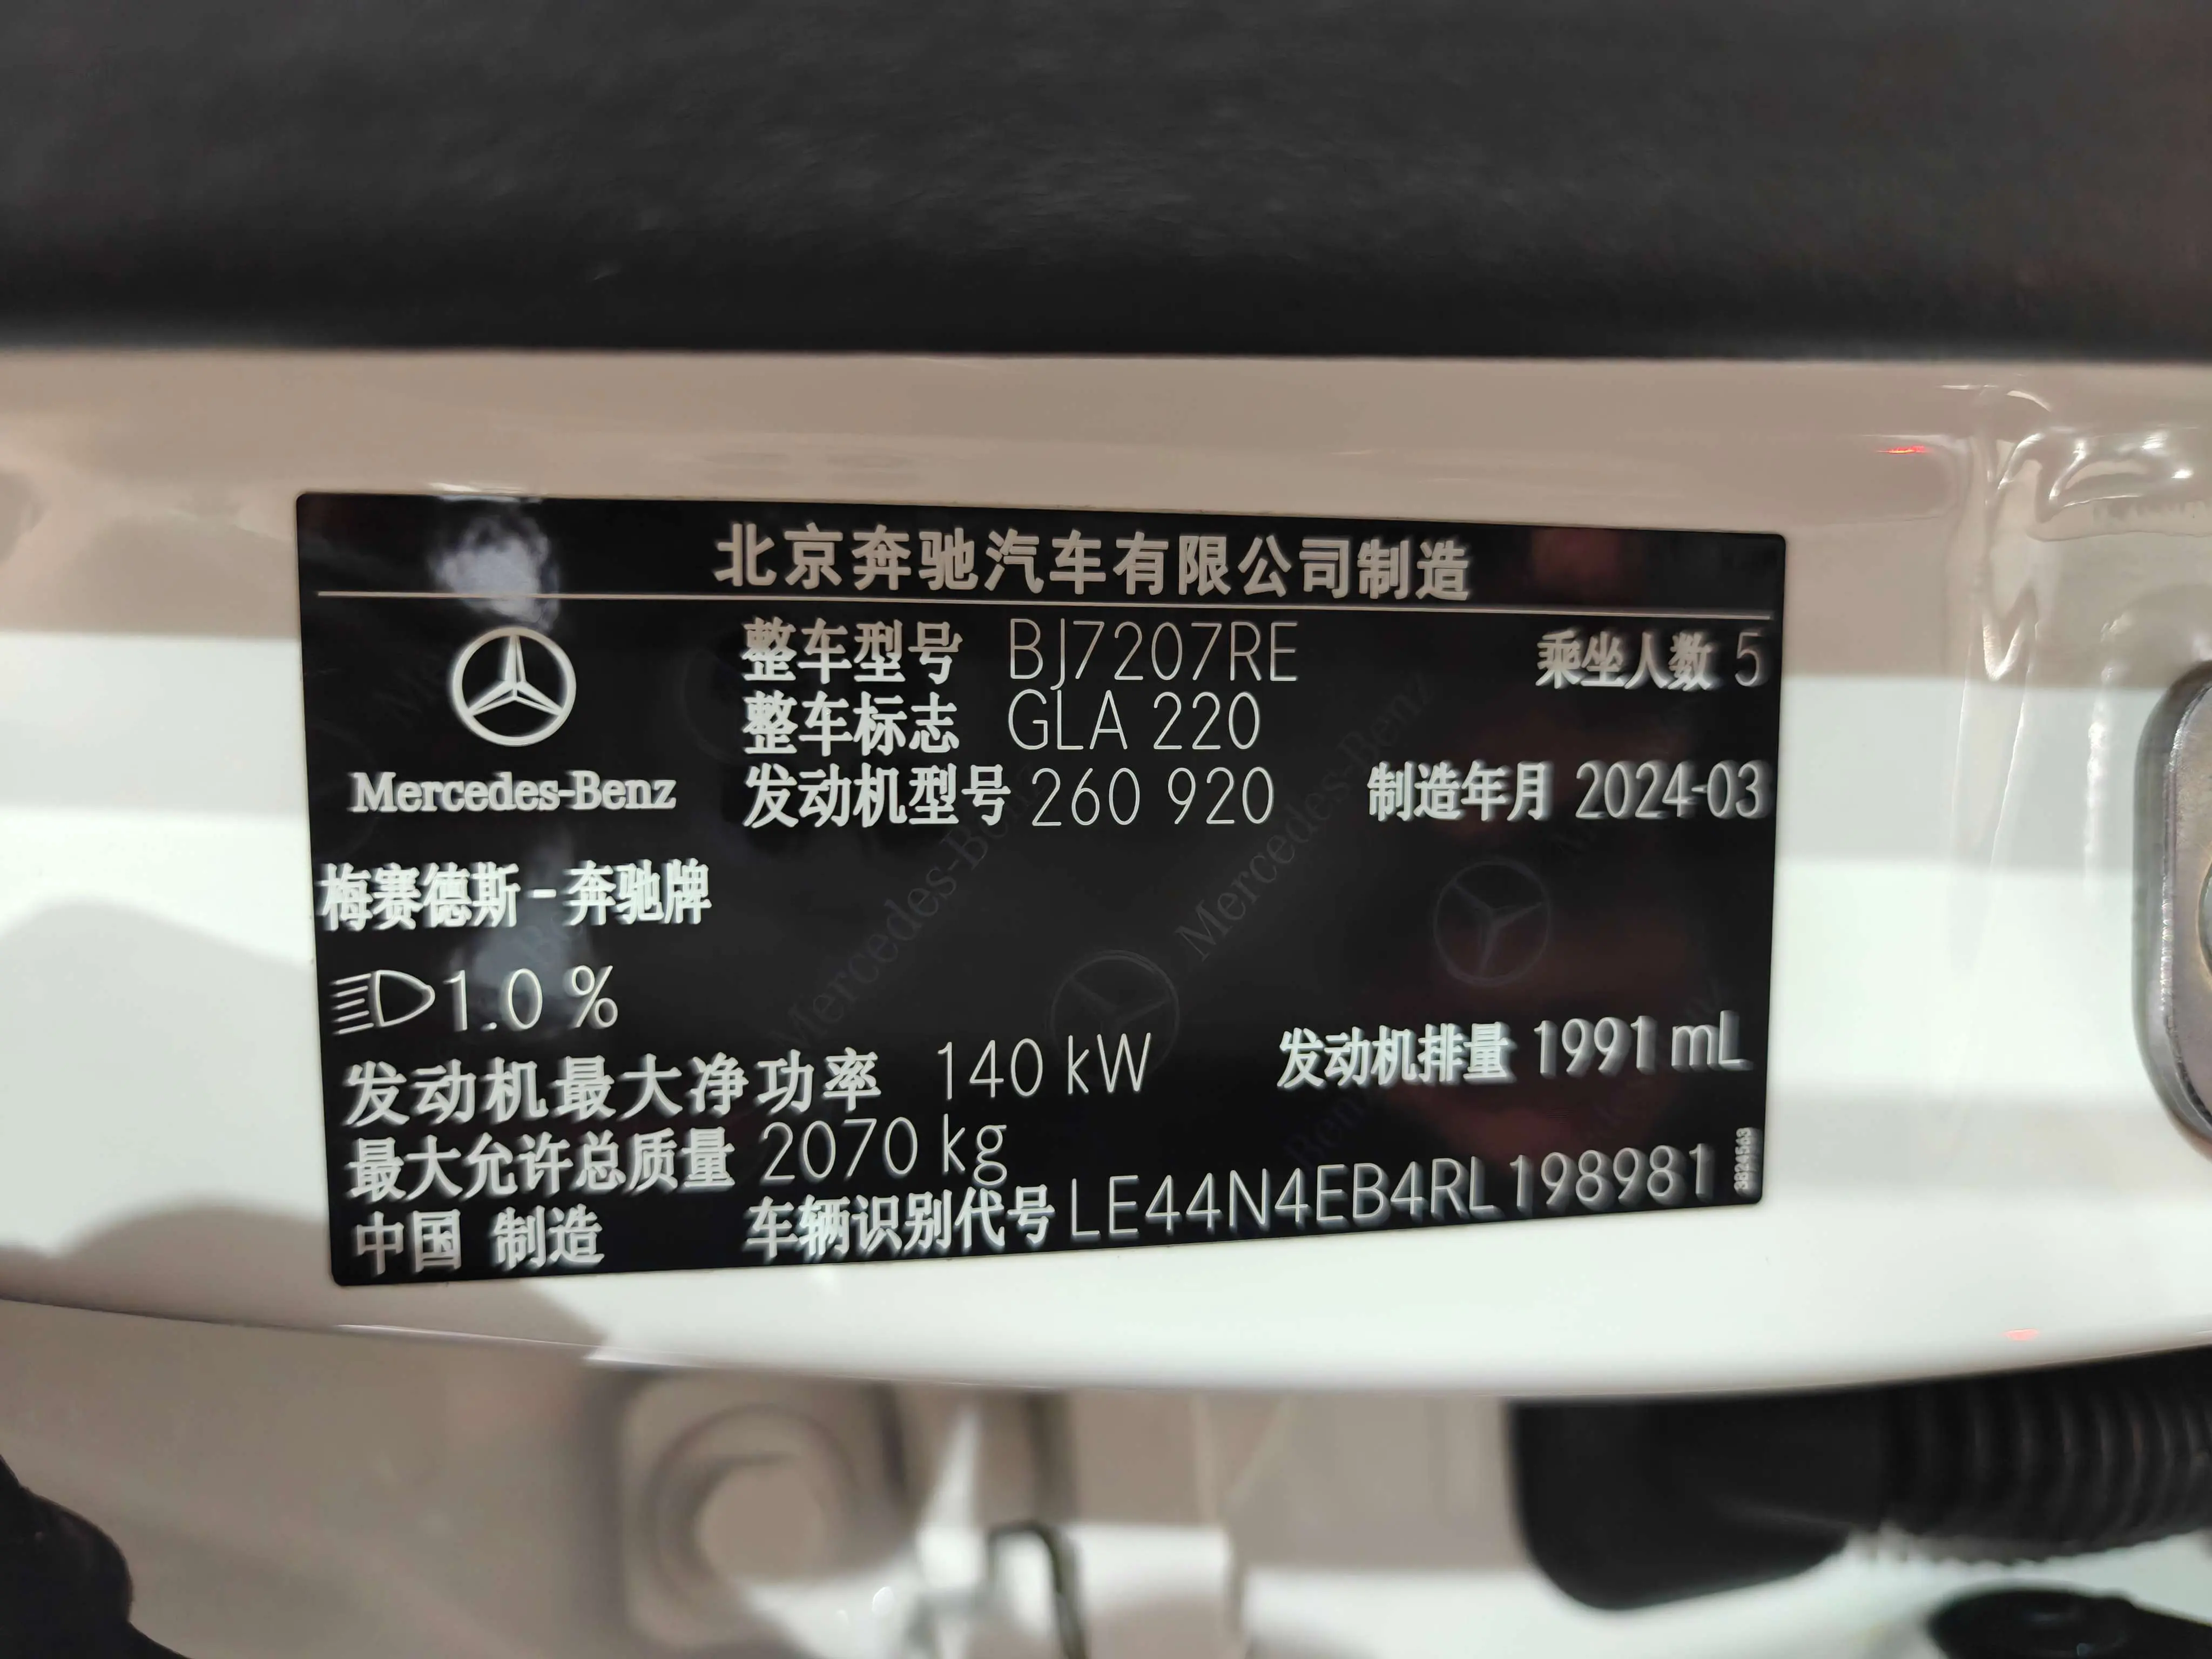 北京奔驰汽车有限公司制造
整车型号 BJ7207RE 乘坐人数 5
整车标志 GLA 220
发动机型号 260 920 制造年月 2024-03
Mercedes-Benz
梅赛德斯-奔驰牌
1.0 %
发动机最大净功率 140 kW 发动机排量 1991 mL
最大允许总质量 2070 kg
中国 制造 车辆识别代号 LE44N4EB4RL198981